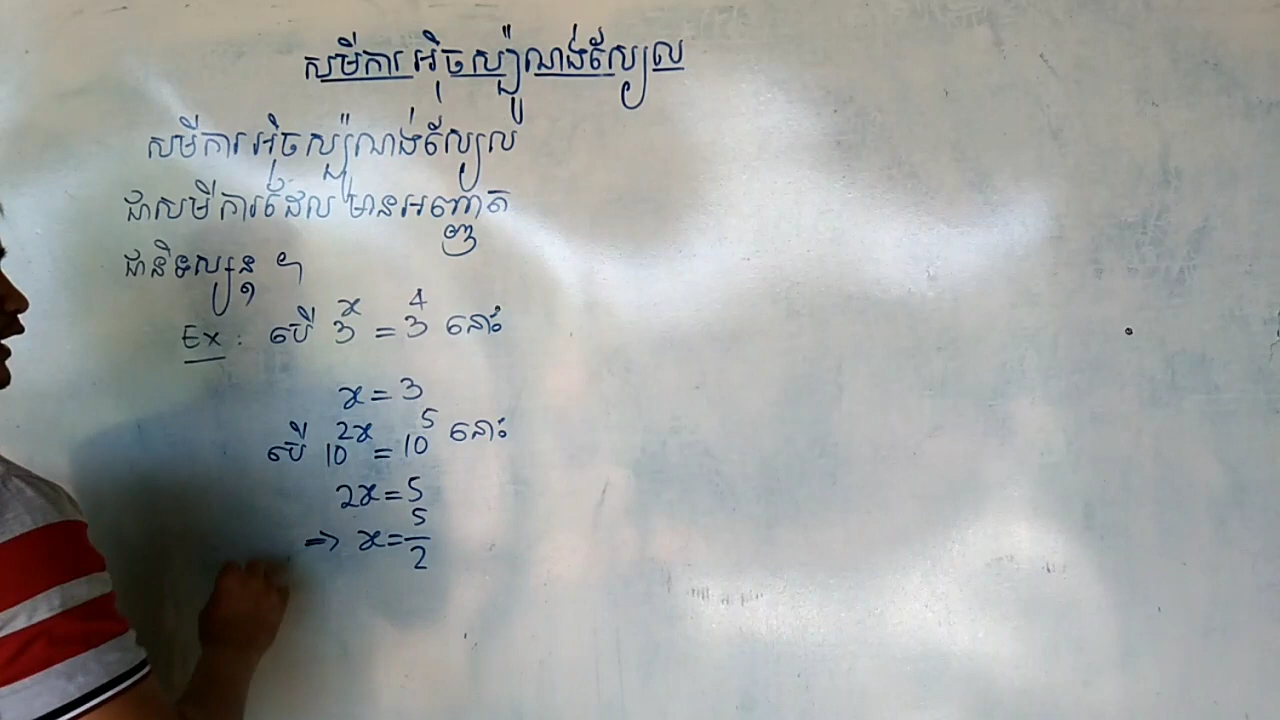 សមីការ អ៊ិចស្ប៉ូណង់ស្យែល
សមីការ អ៊ិចស្ប៉ូណង់ស្យែល
ជាសមីការដែល មានអញ្ញត
ជានិទស្សន្ត ។
Ex : បើ 3^x = 3^4 នោះ
x = 3
បើ 10^2x = 10^5 នោះ
2x = 5
⇒ x = 5/2